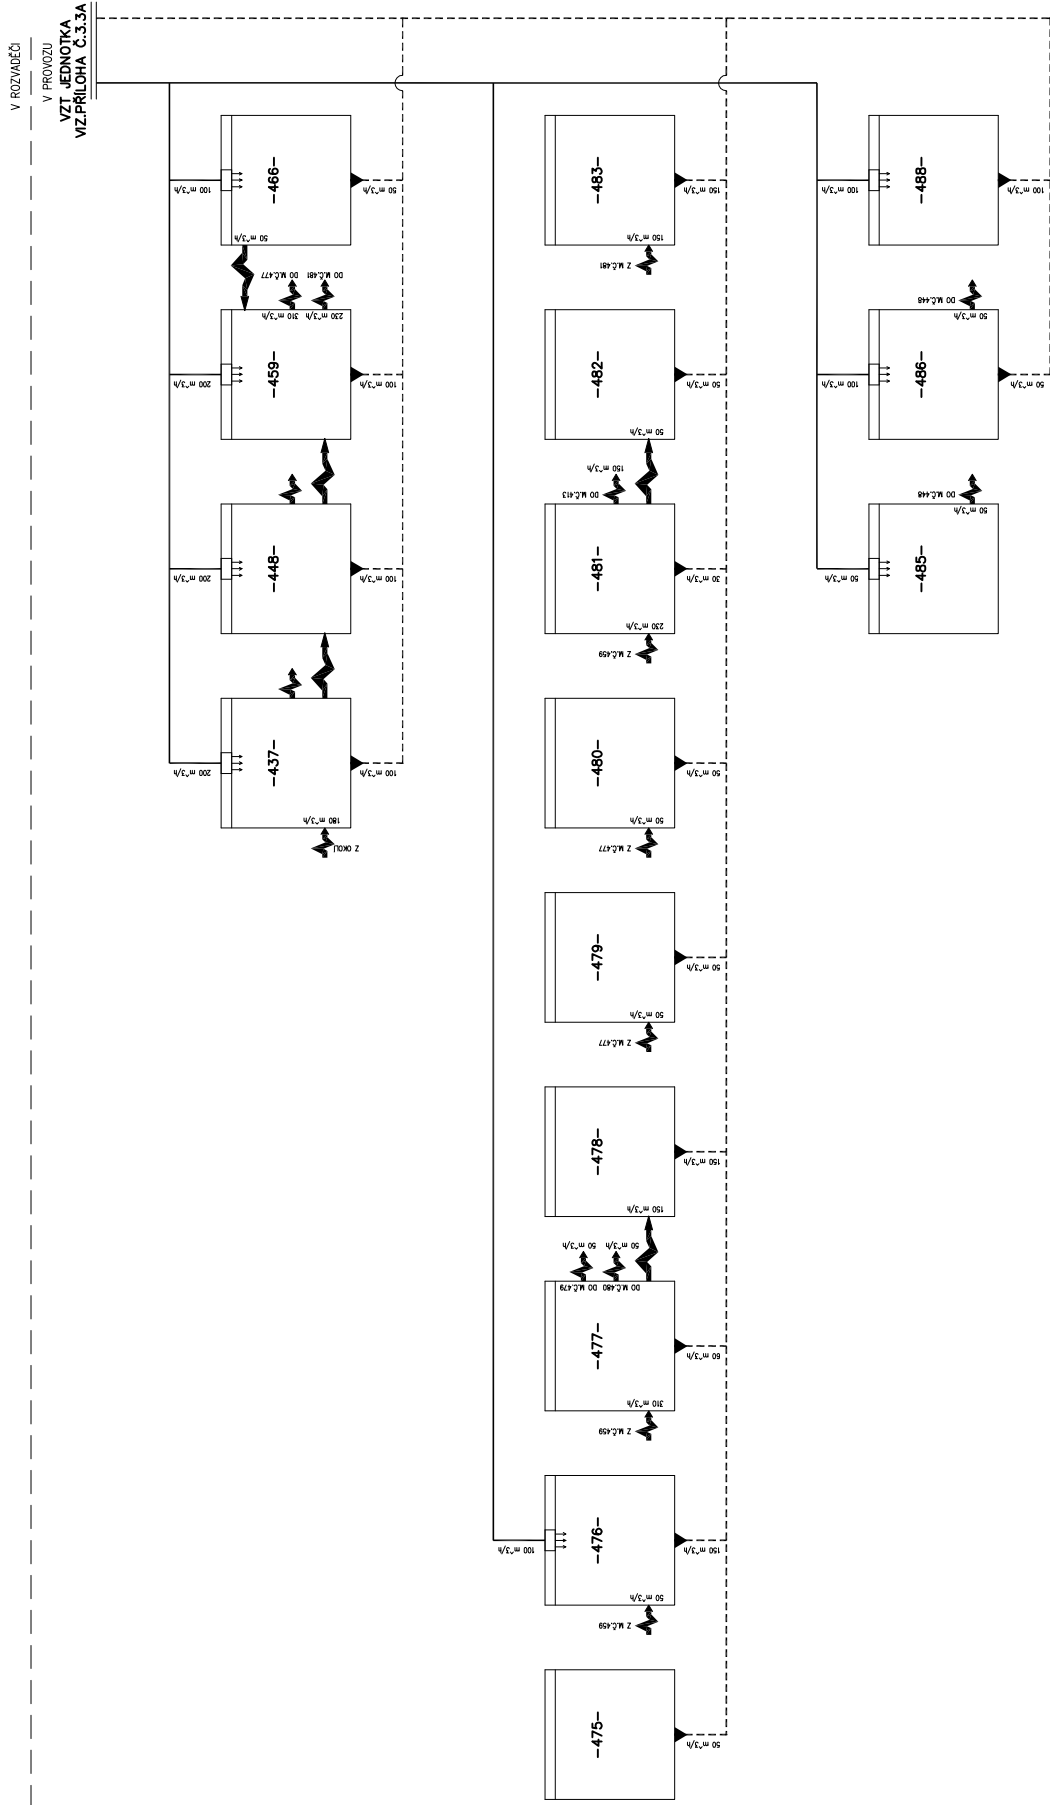 V ROZVADĚČI
V PROVOZU
VZT JEDNOTKA
VIZ.PŘÍLOHA Č.3.3A
100 m^3/h
-466-
50 m^3/h
50 m^3/h
DO M.Č.477
DO M.Č.481
310 m^3/h
230 m^3/h
200 m^3/h
-459-
100 m^3/h
200 m^3/h
-448-
100 m^3/h
200 m^3/h
-437-
100 m^3/h
180 m^3/h
Z OKOLÍ
-483-
150 m^3/h
150 m^3/h
Z M.Č.481
-482-
50 m^3/h
50 m^3/h
150 m^3/h
DO M.Č.413
-481-
30 m^3/h
230 m^3/h
Z M.Č.459
-480-
50 m^3/h
50 m^3/h
Z M.Č.477
-479-
50 m^3/h
50 m^3/h
Z M.Č.477
-478-
150 m^3/h
150 m^3/h
50 m^3/h
50 m^3/h
DO M.Č.479
DO M.Č.480
-477-
60 m^3/h
310 m^3/h
Z M.Č.459
100 m^3/h
-476-
150 m^3/h
50 m^3/h
Z M.Č.459
-475-
50 m^3/h
100 m^3/h
-488-
100 m^3/h
DO M.Č.448
50 m^3/h
100 m^3/h
-486-
50 m^3/h
DO M.Č.448
50 m^3/h
50 m^3/h
-485-